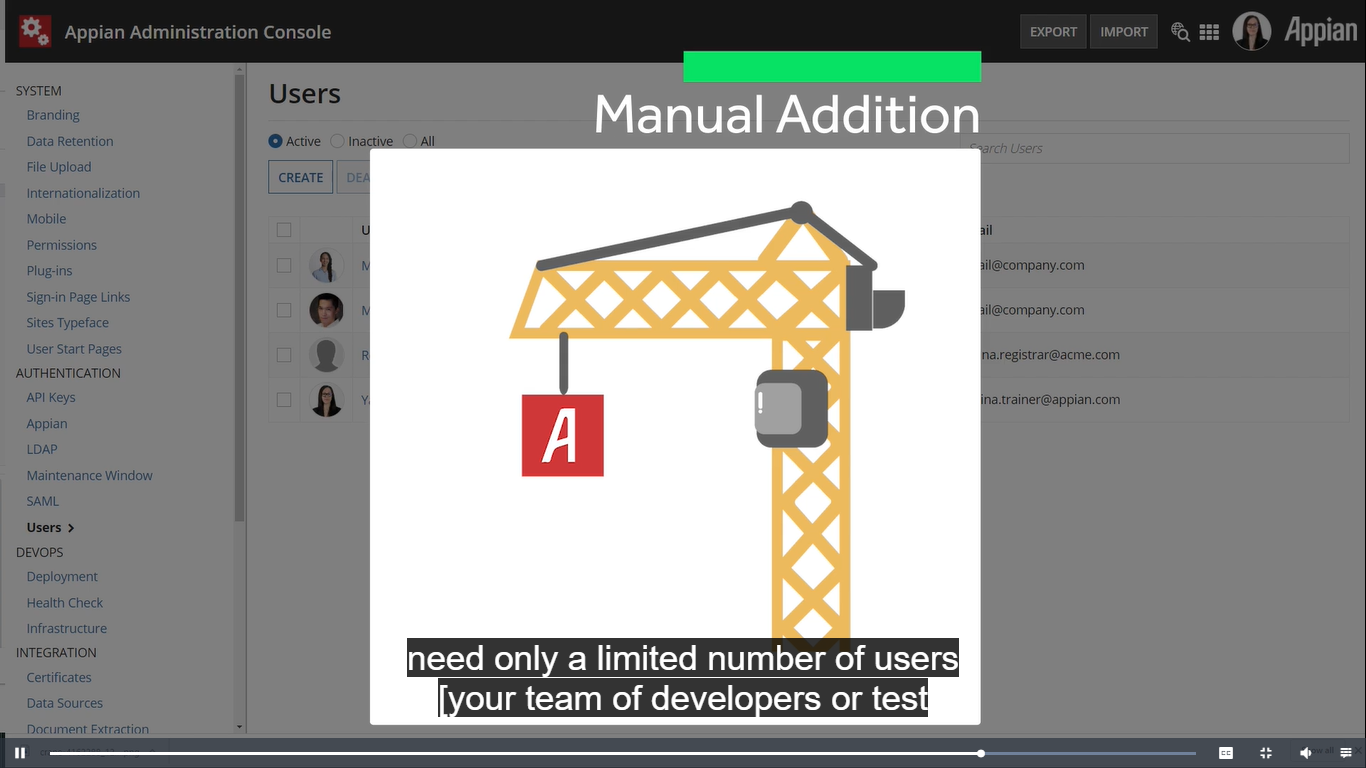 Appian Administration Console
EXPORT
IMPORT
Appian
SYSTEM
Branding
Data Retention
File Upload
Internationalization
Mobile
Permissions
Plug-ins
Sign-in Page Links
Sites Typeface
User Start Pages
AUTHENTICATION
API Keys
Appian
LDAP
Maintenance Window
SAML
Users
DEVOPS
Deployment
Health Check
Infrastructure
INTEGRATION
Certificates
Data Sources
Document Extraction
Users
Manual Addition
Active
Inactive
All
Search Users
CREATE
DEA
U
ail
M
ail@company.com
M
ail@company.com
R
na.registrar@acme.com
Ya
ina.trainer@appian.com
!
A
need only a limited number of users
[your team of developers or test
CC